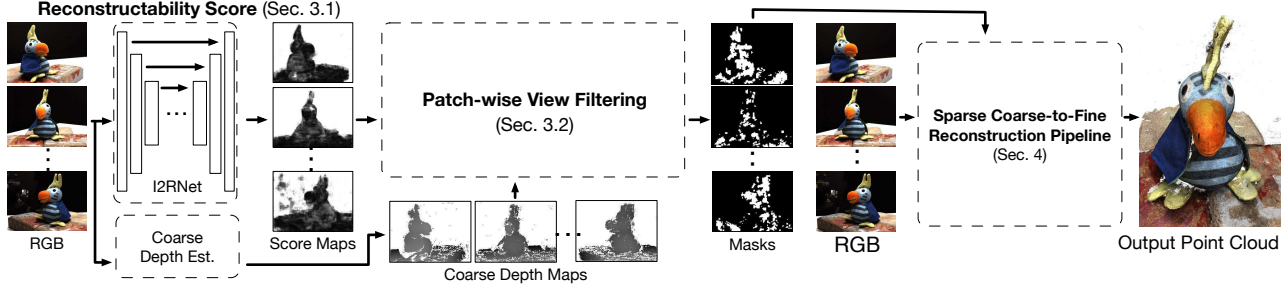 Reconstructability Score (Sec. 3.1)
I2RNet
RGB
Coarse
Depth Est.
Score Maps
Patch-wise View Filtering
(Sec. 3.2)
Coarse Depth Maps
Masks
RGB
Sparse Coarse-to-Fine
Reconstruction Pipeline
(Sec. 4)
Output Point Cloud